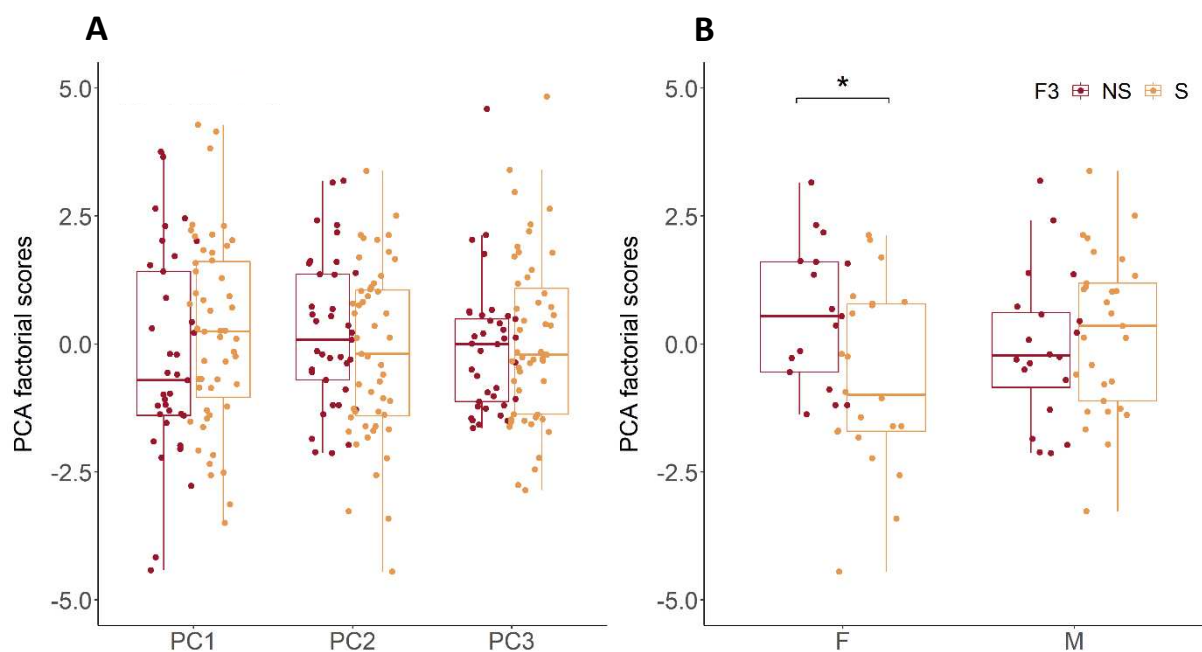 A
PCA factorial scores
5.0
2.5
0.0
-2.5
-5.0
PC1 PC2 PC3
B
*
F3 NS S
PCA factorial scores
5.0
2.5
0.0
-2.5
-5.0
F M